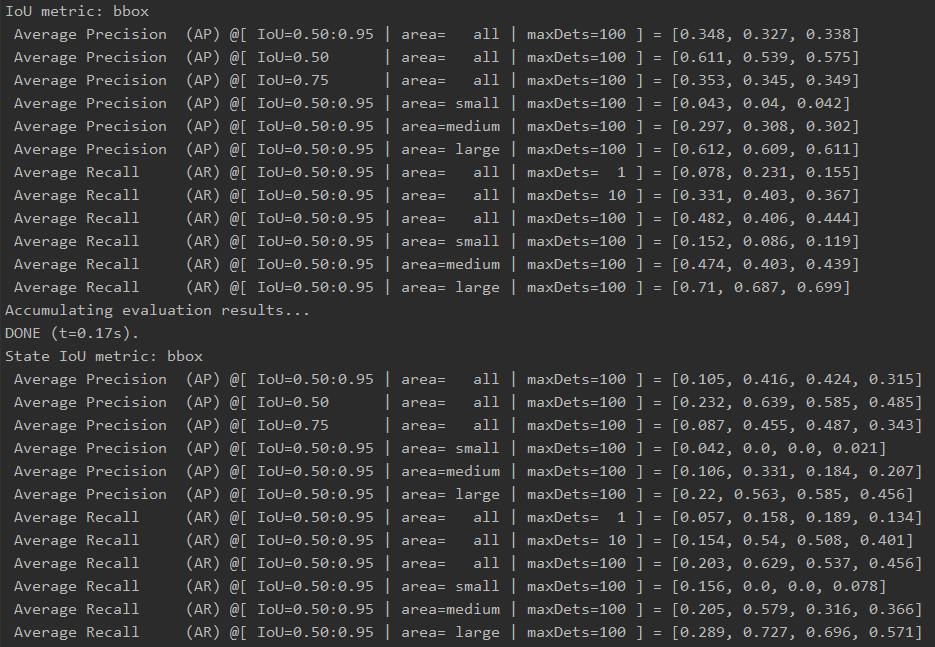 IoU metric: bbox
 Average Precision  (AP) @[ IoU=0.50:0.95 | area=   all | maxDets=100 ] = [0.348, 0.327, 0.338]
 Average Precision  (AP) @[ IoU=0.50      | area=   all | maxDets=100 ] = [0.611, 0.539, 0.575]
 Average Precision  (AP) @[ IoU=0.75      | area=   all | maxDets=100 ] = [0.353, 0.345, 0.349]
 Average Precision  (AP) @[ IoU=0.50:0.95 | area= small | maxDets=100 ] = [0.043, 0.04, 0.042]
 Average Precision  (AP) @[ IoU=0.50:0.95 | area=medium | maxDets=100 ] = [0.297, 0.308, 0.302]
 Average Precision  (AP) @[ IoU=0.50:0.95 | area= large | maxDets=100 ] = [0.612, 0.609, 0.611]
 Average Recall     (AR) @[ IoU=0.50:0.95 | area=   all | maxDets=  1 ] = [0.078, 0.231, 0.155]
 Average Recall     (AR) @[ IoU=0.50:0.95 | area=   all | maxDets= 10 ] = [0.331, 0.403, 0.367]
 Average Recall     (AR) @[ IoU=0.50:0.95 | area=   all | maxDets=100 ] = [0.482, 0.406, 0.444]
 Average Recall     (AR) @[ IoU=0.50:0.95 | area= small | maxDets=100 ] = [0.152, 0.086, 0.119]
 Average Recall     (AR) @[ IoU=0.50:0.95 | area=medium | maxDets=100 ] = [0.474, 0.403, 0.439]
 Average Recall     (AR) @[ IoU=0.50:0.95 | area= large | maxDets=100 ] = [0.71, 0.687, 0.699]
Accumulating evaluation results...
DONE (t=0.17s).
State IoU metric: bbox
 Average Precision  (AP) @[ IoU=0.50:0.95 | area=   all | maxDets=100 ] = [0.105, 0.416, 0.424, 0.315]
 Average Precision  (AP) @[ IoU=0.50      | area=   all | maxDets=100 ] = [0.232, 0.639, 0.585, 0.485]
 Average Precision  (AP) @[ IoU=0.75      | area=   all | maxDets=100 ] = [0.087, 0.455, 0.487, 0.343]
 Average Precision  (AP) @[ IoU=0.50:0.95 | area= small | maxDets=100 ] = [0.042, 0.0, 0.0, 0.021]
 Average Precision  (AP) @[ IoU=0.50:0.95 | area=medium | maxDets=100 ] = [0.106, 0.331, 0.184, 0.207]
 Average Precision  (AP) @[ IoU=0.50:0.95 | area= large | maxDets=100 ] = [0.22, 0.563, 0.585, 0.456]
 Average Recall     (AR) @[ IoU=0.50:0.95 | area=   all | maxDets=  1 ] = [0.057, 0.158, 0.189, 0.134]
 Average Recall     (AR) @[ IoU=0.50:0.95 | area=   all | maxDets= 10 ] = [0.154, 0.54, 0.508, 0.401]
 Average Recall     (AR) @[ IoU=0.50:0.95 | area=   all | maxDets=100 ] = [0.203, 0.629, 0.537, 0.456]
 Average Recall     (AR) @[ IoU=0.50:0.95 | area= small | maxDets=100 ] = [0.156, 0.0, 0.0, 0.078]
 Average Recall     (AR) @[ IoU=0.50:0.95 | area=medium | maxDets=100 ] = [0.205, 0.579, 0.316, 0.366]
 Average Recall     (AR) @[ IoU=0.50:0.95 | area= large | maxDets=100 ] = [0.289, 0.727, 0.696, 0.571]